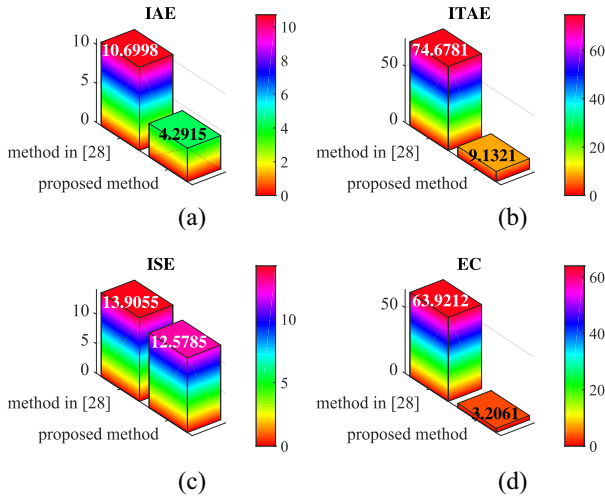 IAE
10
5
0
10.6998
4.2915
method in [28]
proposed method
10
8
6
4
2
0
(a)
ITAE
50
0
74.6781
9.1321
method in [28]
proposed method
60
40
20
0
(b)
ISE
10
5
0
13.9055
12.5785
method in [28]
proposed method
10
5
0
(c)
EC
50
0
63.9212
3.2061
method in [28]
proposed method
60
40
20
0
(d)